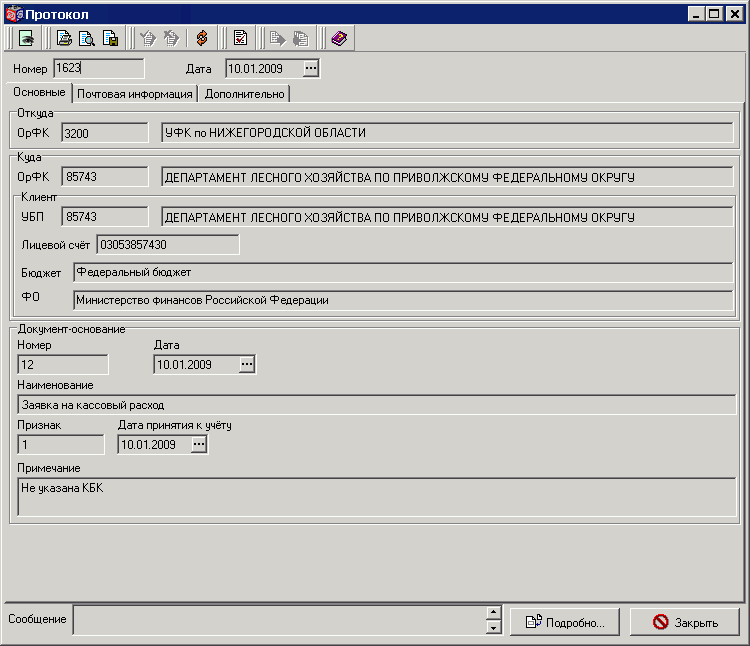 Протокол
Номер 1623 Дата 10.01.2009 ...
Основные Почтовая информация Дополнительно
Откуда
ОрФК 3200 УФК по НИЖЕГОРОДСКОЙ ОБЛАСТИ
Куда
ОрФК 85743 ДЕПАРТАМЕНТ ЛЕСНОГО ХОЗЯЙСТВА ПО ПРИВОЛЖСКОМУ ФЕДЕРАЛЬНОМУ ОКРУГУ
Клиент
УБП 85743 ДЕПАРТАМЕНТ ЛЕСНОГО ХОЗЯЙСТВА ПО ПРИВОЛЖСКОМУ ФЕДЕРАЛЬНОМУ ОКРУГУ
Лицевой счёт 03053857430
Бюджет Федеральный бюджет
ФО Министерство финансов Российской Федерации
Документ-основание
Номер Дата
12 10.01.2009 ...
Наименование
Заявка на кассовый расход
Признак Дата принятия к учёту
1 10.01.2009 ...
Примечание
Не указана КБК
Сообщение Подробно... Закрыть